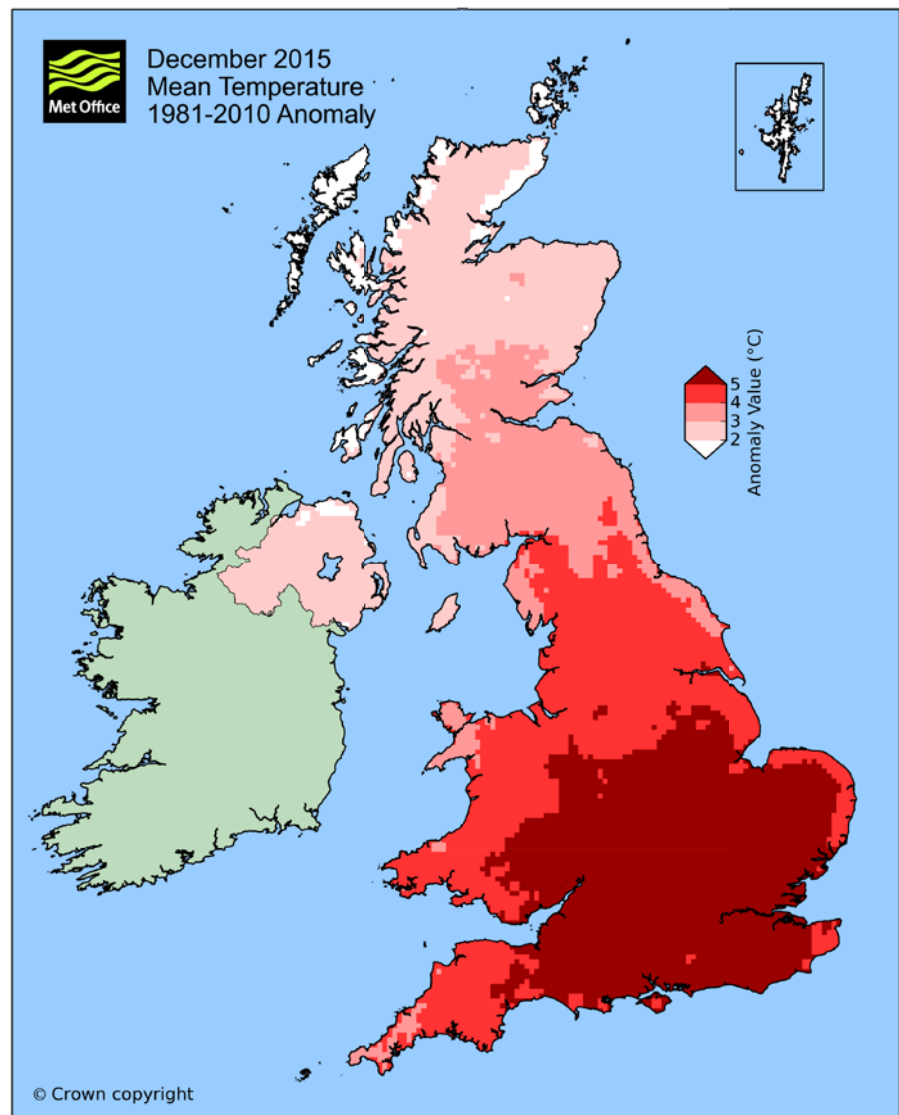 Met Office
December 2015
Mean Temperature
1981-2010 Anomaly
5
4
3
2
Anomaly Value (°C)
© Crown copyright